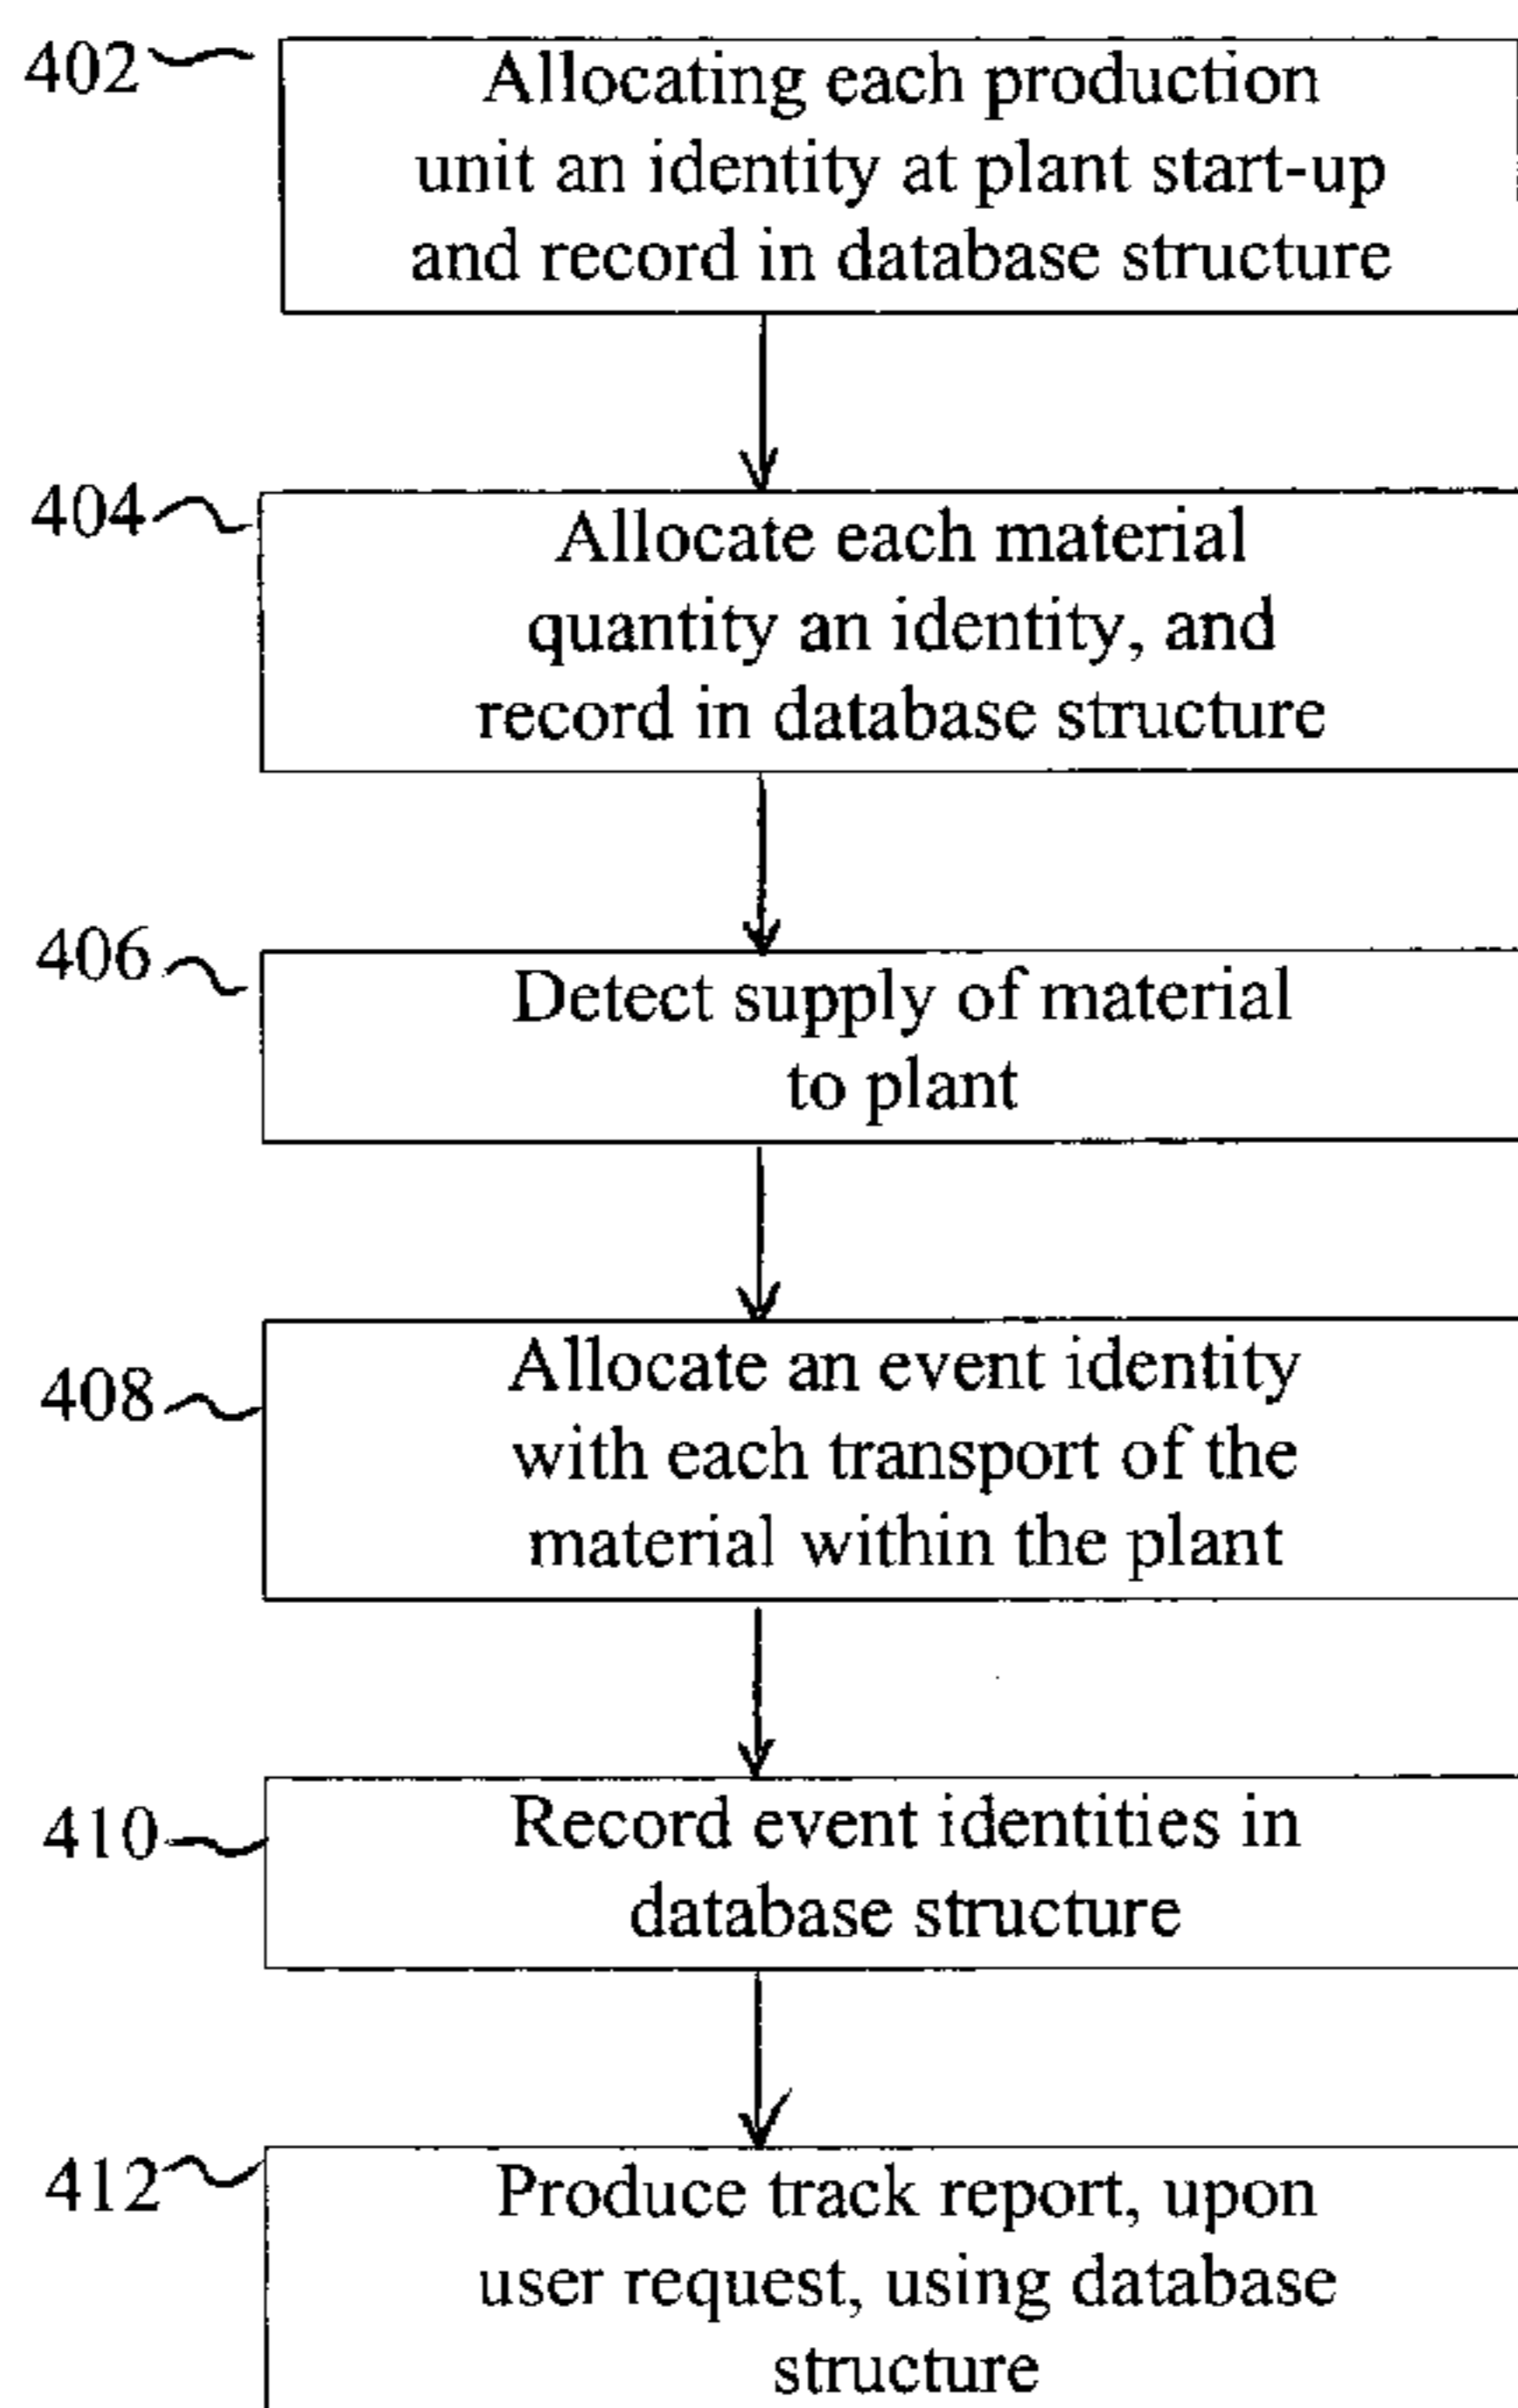 402
Allocating each production
unit an identity at plant start-up
and record in database structure
404
Allocate each material
quantity an identity, and
record in database structure
406
Detect supply of material
to plant
408
Allocate an event identity
with each transport of the
material within the plant
410
Record event identities in
database structure
412
Produce track report, upon
user request, using database
structure